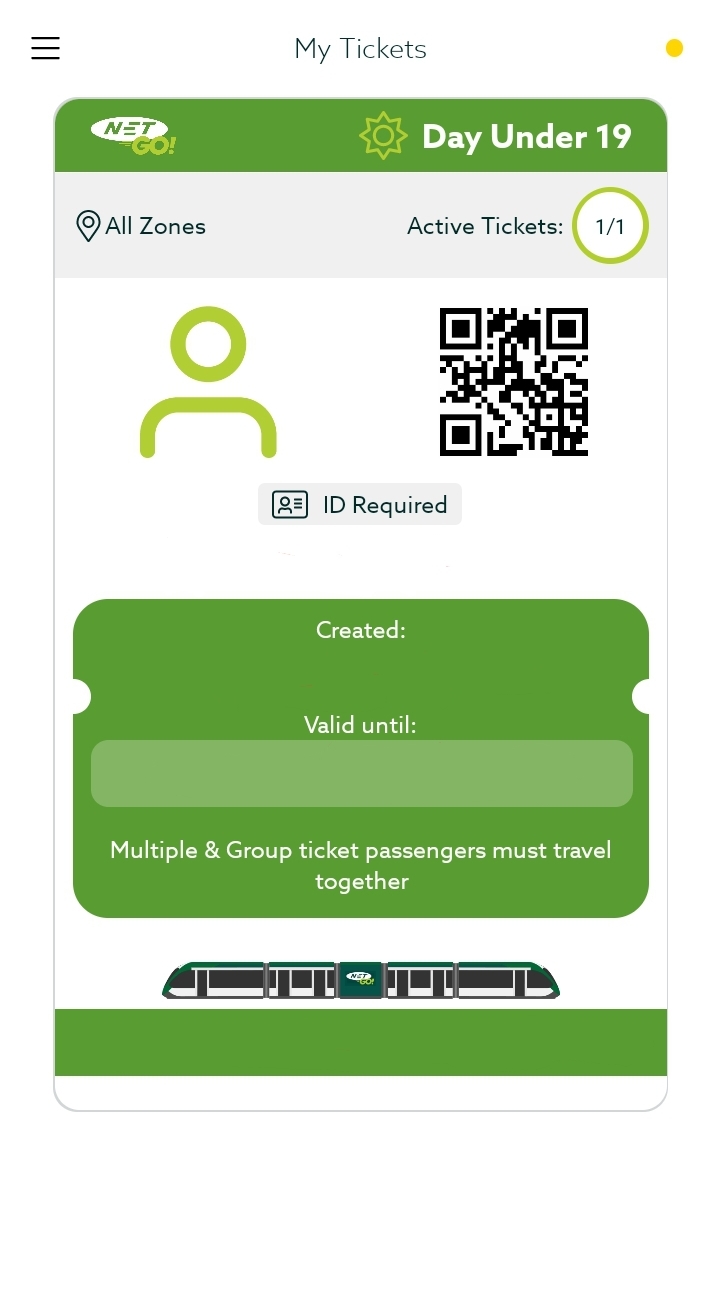 My Tickets
NET
GO!
Day Under 19
All Zones
Active Tickets:
1/1
ID Required
Created:
Valid until:
Multiple & Group ticket passengers must travel
together
NET
GO!